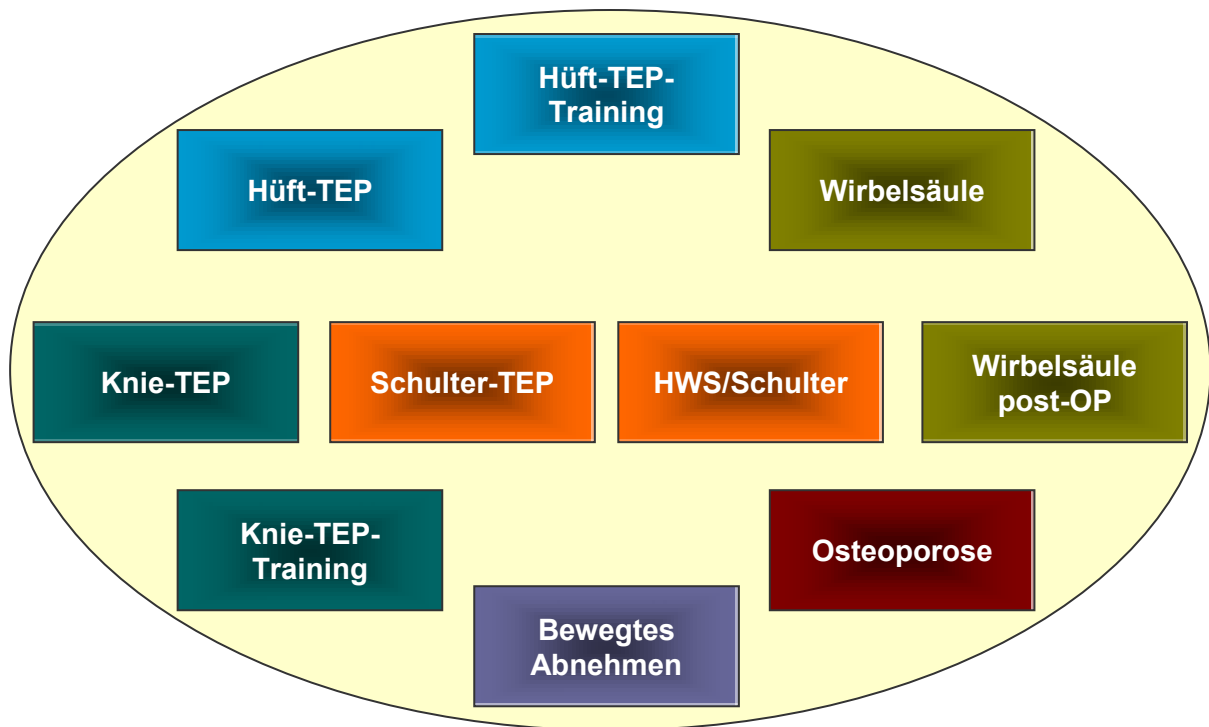 Hüft-TEP-
Training
Hüft-TEP
Wirbelsäule
Knie-TEP
Schulter-TEP
HWS/Schulter
Wirbelsäule
post-OP
Knie-TEP-
Training
Osteoporose
Bewegtes
Abnehmen